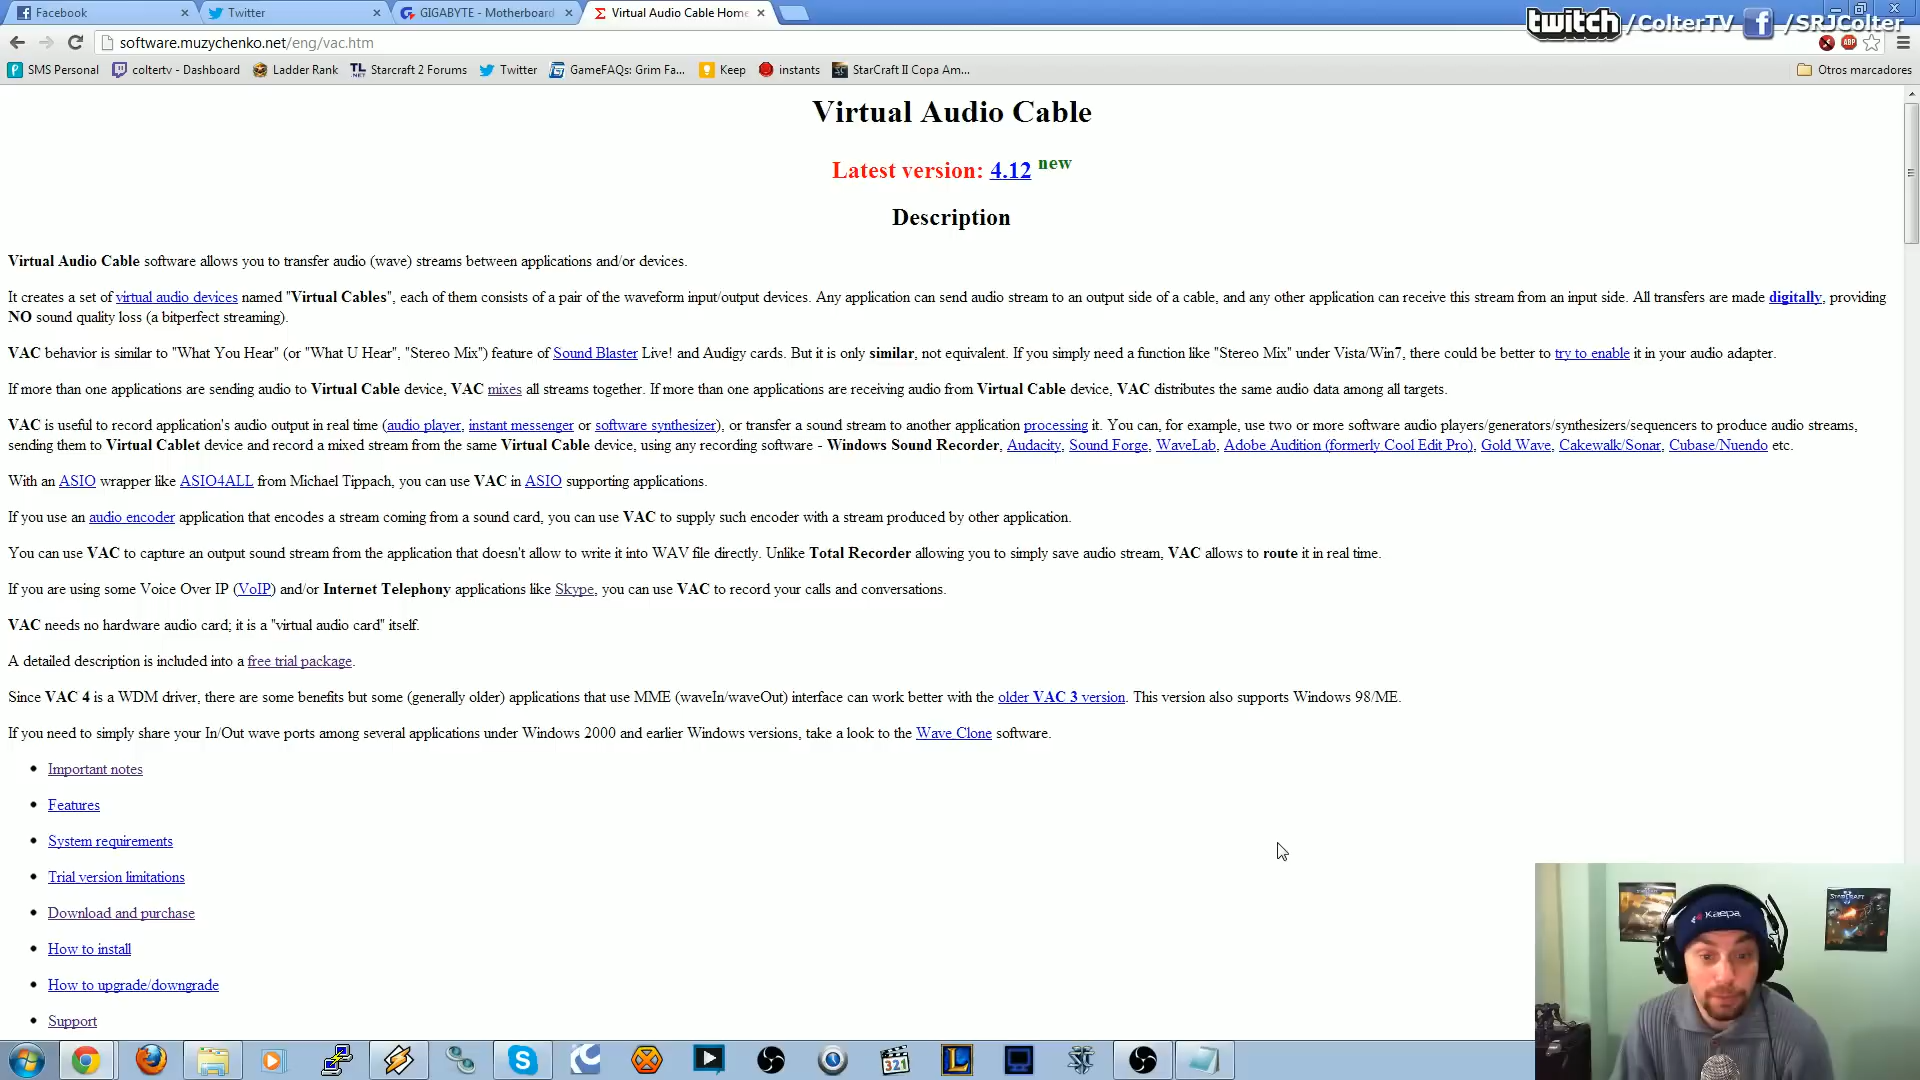 Facebook
Twitter
GIGABYTE - Motherboard
Virtual Audio Cable Home
twitch /ColterTV f /SRJColter
software.muzychenko.net/eng/vac.htm
ABP
SMS Personal
coltertv - Dashboard
Ladder Rank
TL .NET Starcraft 2 Forums
Twitter
GameFAQs: Grim Fa...
Keep
instants
StarCraft II Copa Am...
Otros marcadores
Virtual Audio Cable
Latest version: 4.12 new
Description
Virtual Audio Cable software allows you to transfer audio (wave) streams between applications and/or devices.
It creates a set of virtual audio devices named "Virtual Cables", each of them consists of a pair of the waveform input/output devices. Any application can send audio stream to an output side of a cable, and any other application can receive this stream from an input side. All transfers are made digitally, providing
NO sound quality loss (a bitperfect streaming).
VAC behavior is similar to "What You Hear" (or "What U Hear", "Stereo Mix") feature of Sound Blaster Live! and Audigy cards. But it is only similar, not equivalent. If you simply need a function like "Stereo Mix" under Vista/Win7, there could be better to try to enable it in your audio adapter.
If more than one applications are sending audio to Virtual Cable device, VAC mixes all streams together. If more than one applications are receiving audio from Virtual Cable device, VAC distributes the same audio data among all targets.
VAC is useful to record application's audio output in real time (audio player, instant messenger or software synthesizer), or transfer a sound stream to another application processing it. You can, for example, use two or more software audio players/generators/synthesizers/sequencers to produce audio streams,
sending them to Virtual Cablet device and record a mixed stream from the same Virtual Cable device, using any recording software - Windows Sound Recorder, Audacity, Sound Forge, WaveLab, Adobe Audition (formerly Cool Edit Pro), Gold Wave, Cakewalk/Sonar, Cubase/Nuendo etc.
With an ASIO wrapper like ASIO4ALL from Michael Tippach, you can use VAC in ASIO supporting applications.
If you use an audio encoder application that encodes a stream coming from a sound card, you can use VAC to supply such encoder with a stream produced by other application.
You can use VAC to capture an output sound stream from the application that doesn't allow to write it into WAV file directly. Unlike Total Recorder allowing you to simply save audio stream, VAC allows to route it in real time.
If you are using some Voice Over IP (VoIP) and/or Internet Telephony applications like Skype, you can use VAC to record your calls and conversations.
VAC needs no hardware audio card; it is a "virtual audio card" itself.
A detailed description is included into a free trial package.
Since VAC 4 is a WDM driver, there are some benefits but some (generally older) applications that use MME (waveIn/waveOut) interface can work better with the older VAC 3 version. This version also supports Windows 98/ME.
If you need to simply share your In/Out wave ports among several applications under Windows 2000 and earlier Windows versions, take a look to the Wave Clone software.
Important notes
Features
System requirements
Trial version limitations
Download and purchase
How to install
How to upgrade/downgrade
Support
Kaepa
STARCRAFT
321